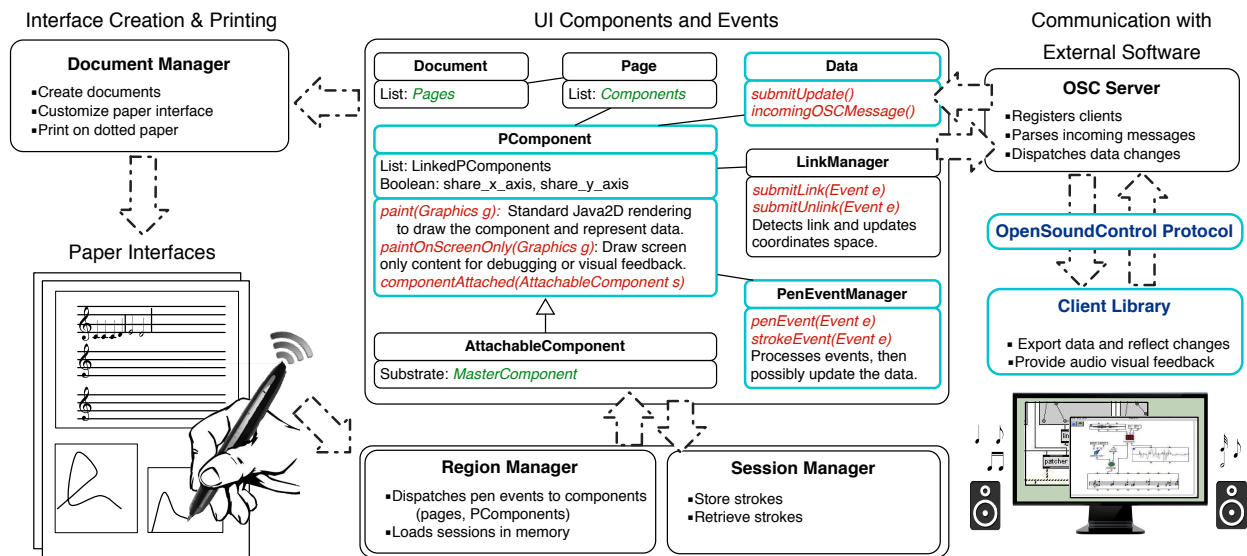 Interface Creation & Printing
Document Manager
▪Create documents
▪Customize paper interface
▪Print on dotted paper
Paper Interfaces
UI Components and Events
Document
List: Pages
Page
List: Components
Data
submitUpdate()
incomingOSCMessage()
PComponent
List: LinkedPComponents
Boolean: share_x_axis, share_y_axis
paint(Graphics g): Standard Java2D rendering
to draw the component and represent data.
paintOnScreenOnly(Graphics g): Draw screen
only content for debugging or visual feedback.
componentAttached(AttachableComponent s)
LinkManager
submitLink(Event e)
submitUnlink(Event e)
Detects link and updates
coordinates space.
PenEventManager
penEvent(Event e)
strokeEvent(Event e)
Processes events, then
possibly update the data.
AttachableComponent
Substrate: MasterComponent
Region Manager
▪Dispatches pen events to components
(pages, PComponents)
▪Loads sessions in memory
Session Manager
▪Store strokes
▪Retrieve strokes
Communication with
External Software
OSC Server
▪Registers clients
▪Parses incoming messages
▪Dispatches data changes
OpenSoundControl Protocol
Client Library
▪ Export data and reflect changes
▪Provide audio visual feedback
patcher